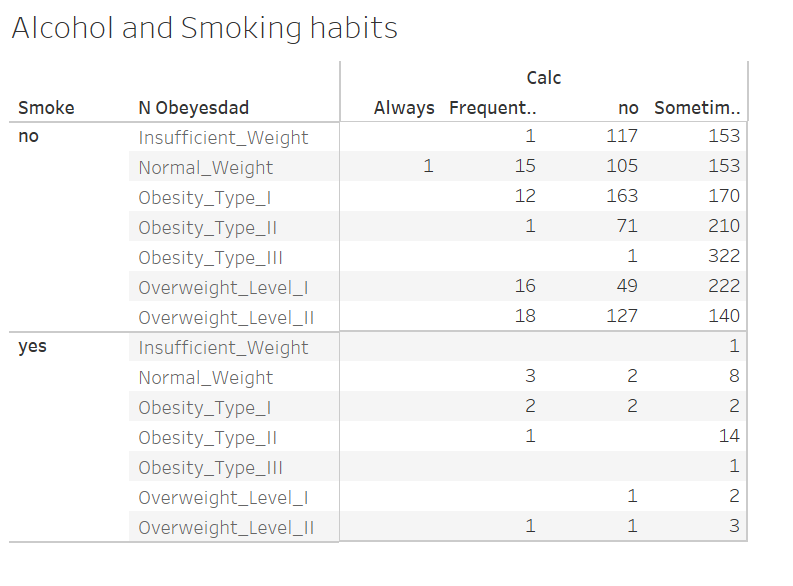 Alcohol and Smoking habits
Calc
Smoke N Obeyesdad Always Frequent.. no Sometim..
no Insufficient_Weight 1 117 153
Normal_Weight 1 15 105 153
Obesity_Type_I 12 163 170
Obesity_Type_II 1 71 210
Obesity_Type_III 1 322
Overweight_Level_I 16 49 222
Overweight_Level_II 18 127 140
yes Insufficient_Weight 1
Normal_Weight 3 2 8
Obesity_Type_I 2 2 2
Obesity_Type_II 1 14
Obesity_Type_III 1
Overweight_Level_I 1 2
Overweight_Level_II 1 1 3